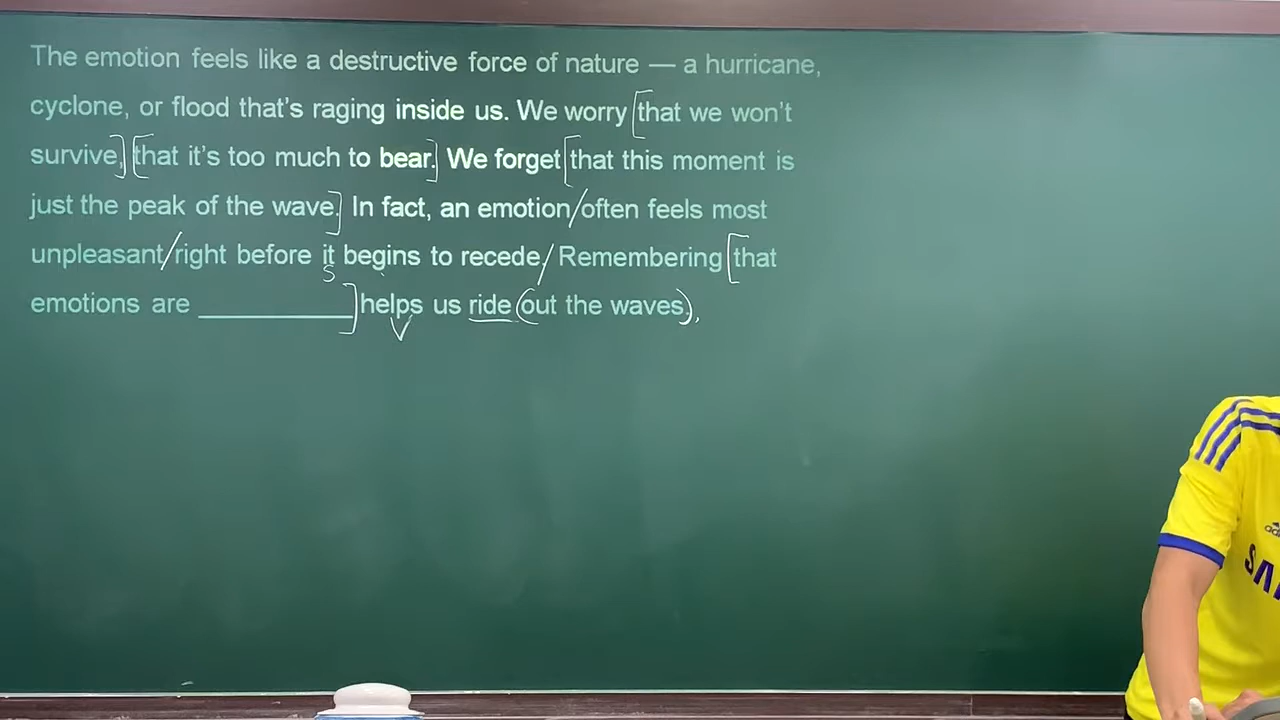 The emotion feels like a destructive force of nature — a hurricane,
cyclone, or flood that's raging inside us. We worry [that we won't
survive,] [that it's too much to bear.] We forget [that this moment is
just the peak of the wave.] In fact, an emotion/often feels most
unpleasant/right before it begins to recede/ Remembering [that
S
emotions are ___________] helps us ride (out the waves).
V